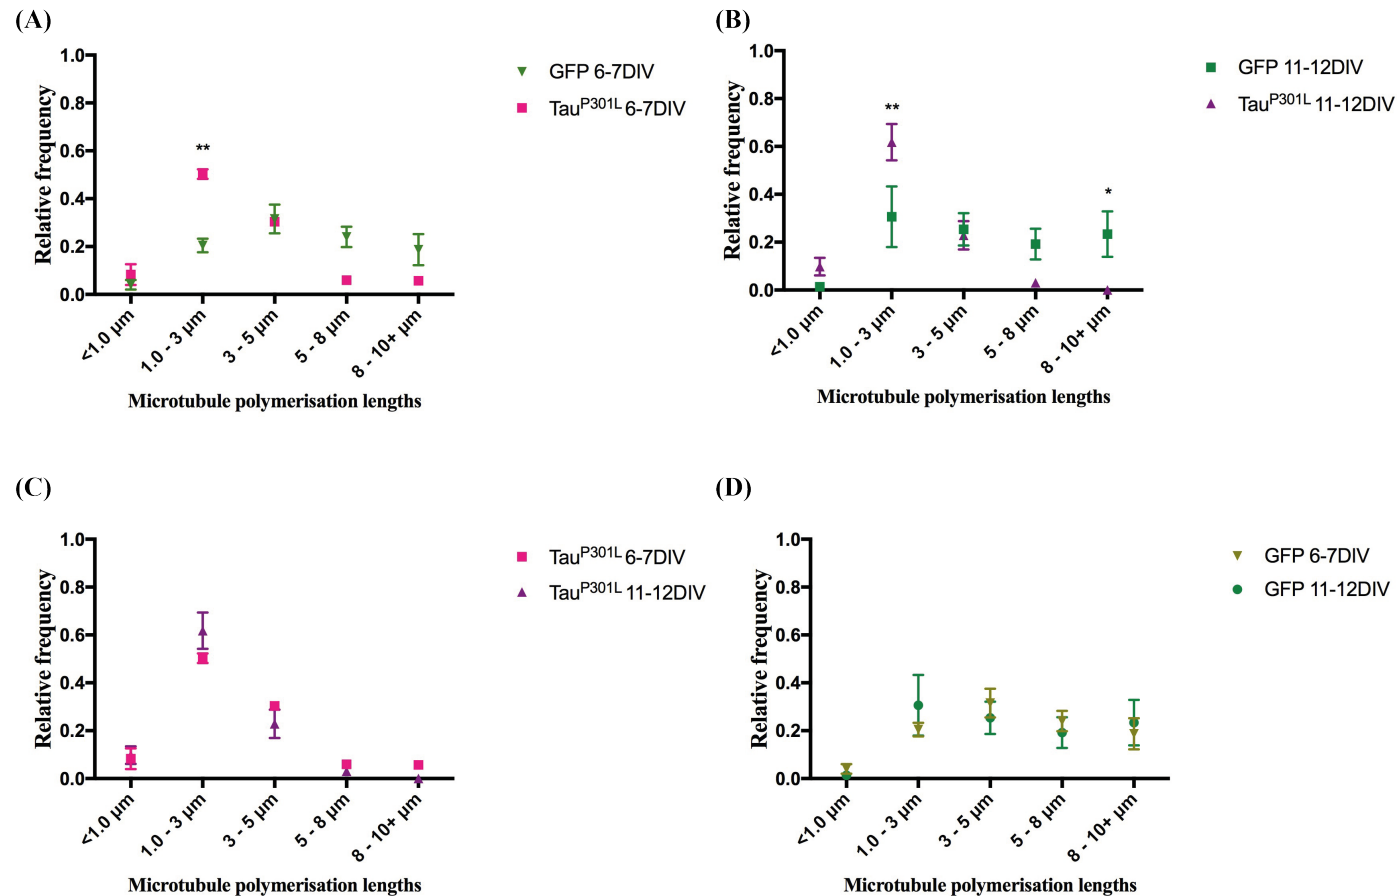 (A)
1.0
0.8
0.6
0.4
0.2
0.0
Relative frequency
**
<1.0 µm
1.0 - 3 µm
3 - 5 µm
5 - 8 µm
8 - 10+ µm
Microtubule polymerisation lengths
GFP 6-7DIV
TauP301L 6-7DIV
(B)
1.0
0.8
0.6
0.4
0.2
0.0
Relative frequency
**
*
<1.0 µm
1.0 - 3 µm
3 - 5 µm
5 - 8 µm
8 - 10+ µm
Microtubule polymerisation lengths
GFP 11-12DIV
TauP301L 11-12DIV
(C)
1.0
0.8
0.6
0.4
0.2
0.0
Relative frequency
<1.0 µm
1.0 - 3 µm
3 - 5 µm
5 - 8 µm
8 - 10+ µm
Microtubule polymerisation lengths
TauP301L 6-7DIV
TauP301L 11-12DIV
(D)
1.0
0.8
0.6
0.4
0.2
0.0
Relative frequency
<1.0 µm
1.0 - 3 µm
3 - 5 µm
5 - 8 µm
8 - 10+ µm
Microtubule polymerisation lengths
GFP 6-7DIV
GFP 11-12DIV